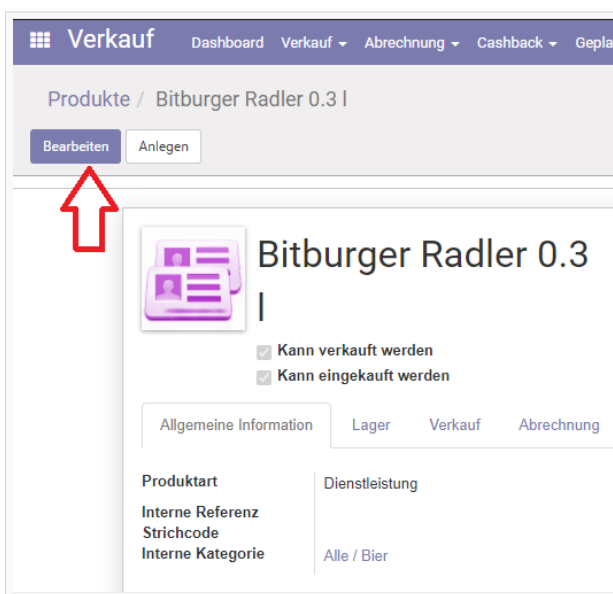 Verkauf Dashboard Verkauf Abrechnung Cashback Gepla
Produkte / Bitburger Radler 0.3 l
Bearbeiten Anlegen
Bitburger Radler 0.3
l
Kann verkauft werden
Kann eingekauft werden
Allgemeine Information Lager Verkauf Abrechnung
Produktart Dienstleistung
Interne Referenz
Strichcode
Interne Kategorie Alle / Bier